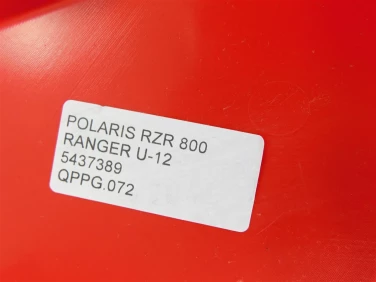 POLARIS RZR 800
RANGER U-12
5437389
QPPG.072